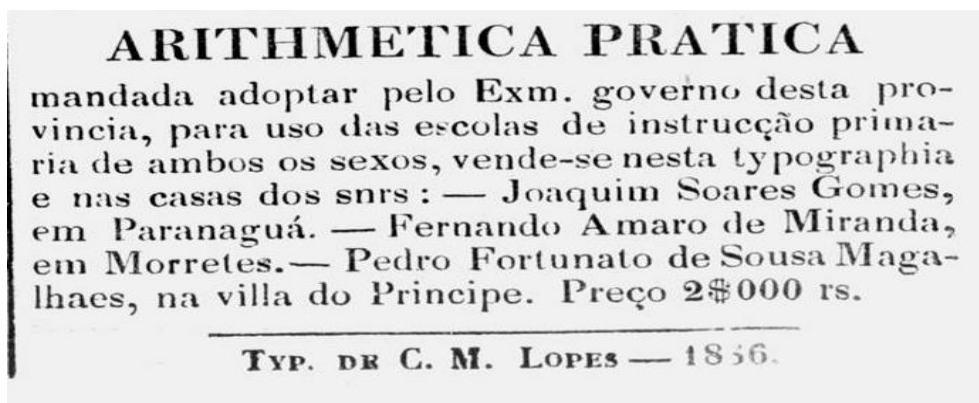 ARITHMETICA PRATICA
mandada adoptar pelo Exm. governo desta pro-
vincia, para uso das escolas de instrucção prima-
ria de ambos os sexos, vende-se nesta typographia
e nas casas dos snrs : — Joaquim Soares Gomes,
em Paranaguá. — Fernando Amaro de Miranda,
em Morretes. — Pedro Fortunato de Sousa Maga-
lhaes, na villa do Principe. Preço 2$000 rs.
TYP. DE C. M. LOPES — 1856.